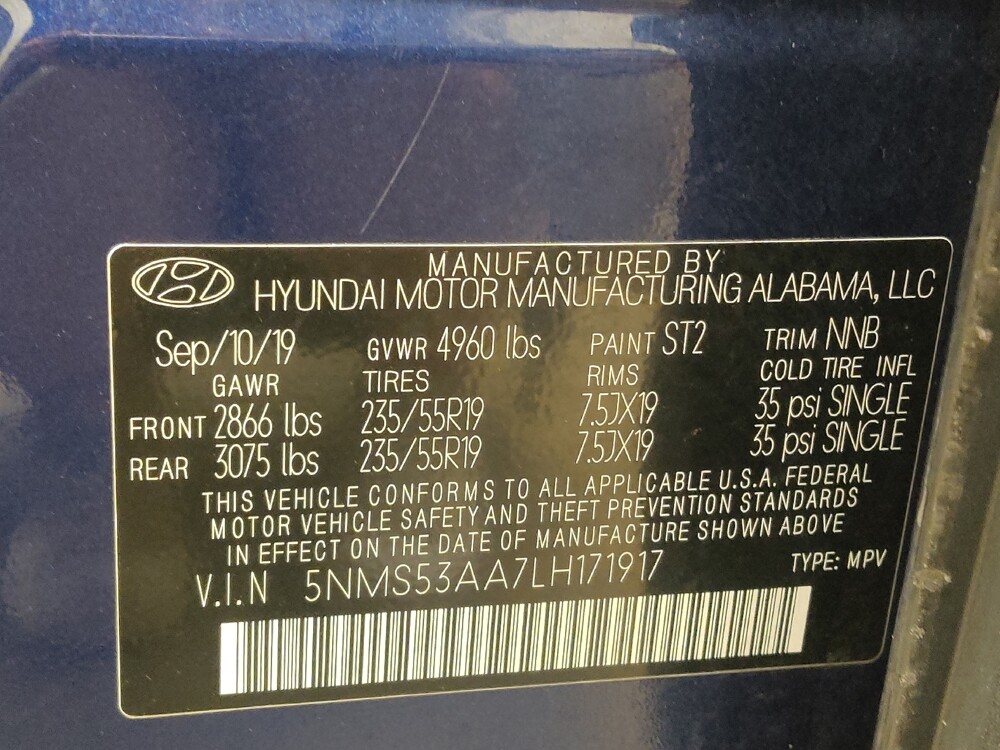 MANUFACTURED BY
HYUNDAI MOTOR MANUFACTURING ALABAMA, LLC
Sep/10/19 GVWR 4960 lbs PAINT ST2 TRIM NNB
GAWR TIRES RIMS COLD TIRE INFL
FRONT 2866 lbs 235/55R19 7.5JX19 35 psi SINGLE
REAR 3075 lbs 235/55R19 7.5JX19 35 psi SINGLE
THIS VEHICLE CONFORMS TO ALL APPLICABLE U.S.A. FEDERAL
MOTOR VEHICLE SAFETY AND THEFT PREVENTION STANDARDS
IN EFFECT ON THE DATE OF MANUFACTURE SHOWN ABOVE
V.I.N 5NMS53AA7LH171917 TYPE: MPV